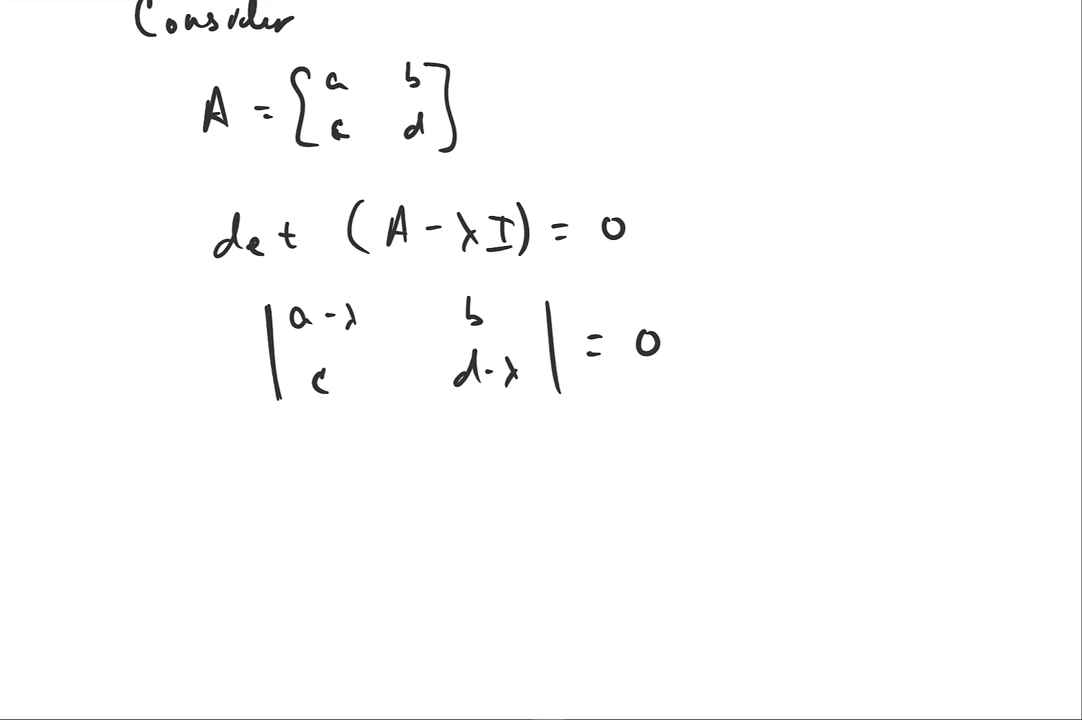 Consider
A = [a b
c d]
det (A - λI) = 0
|a-λ b
c d-λ| = 0